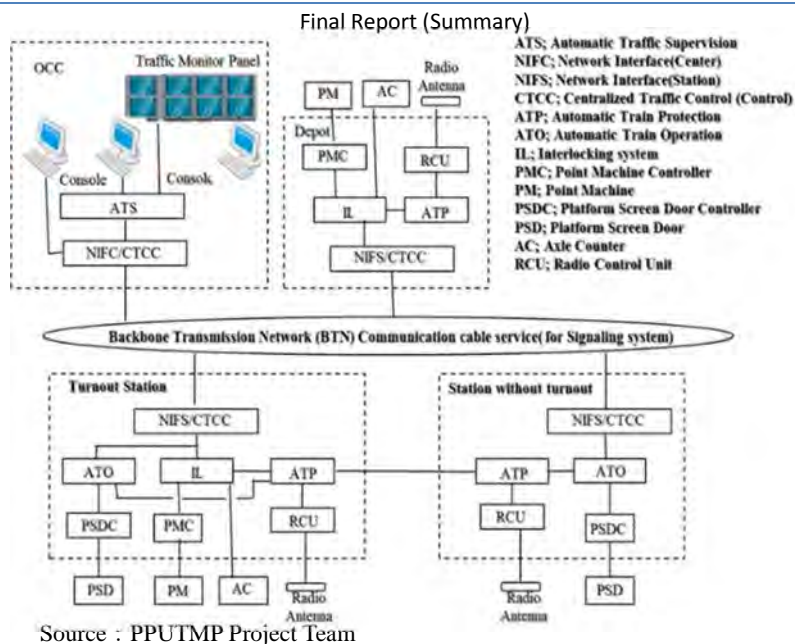 Final Report (Summary)
OCC
Traffic Monitor Panel
Console
Consok
ATS
NIFC/CTCC
PM
AC
Radio
Antenna
Depot
PMC
RCU
IL
ATP
NIFS/CTCC
ATS; Automatic Traffic Supervision
NIFC; Network Interface(Center)
NIFS; Network Interface(Station)
CTCC; Centralized Traffic Control (Control)
ATP; Automatic Train Protection
ATO; Automatic Train Operation
IL; Interlocking system
PMC; Point Machine Controller
PM; Point Machine
PSDC; Platform Screen Door Controller
PSD; Platform Screen Door
AC; Axle Counter
RCU; Radio Control Unit
Backbone Transmission Network (BTN) Communication cable service( for Signaling system)
Turnout Station
NIFS/CTCC
ATO
IL
ATP
PSDC
PMC
RCU
PSD
PM
AC
Radio
Antenna
Station without turnout
NIFS/CTCC
ATP
ATO
RCU
PSDC
Radio
Antenna
PSD
Source : PPUTMP Project Team